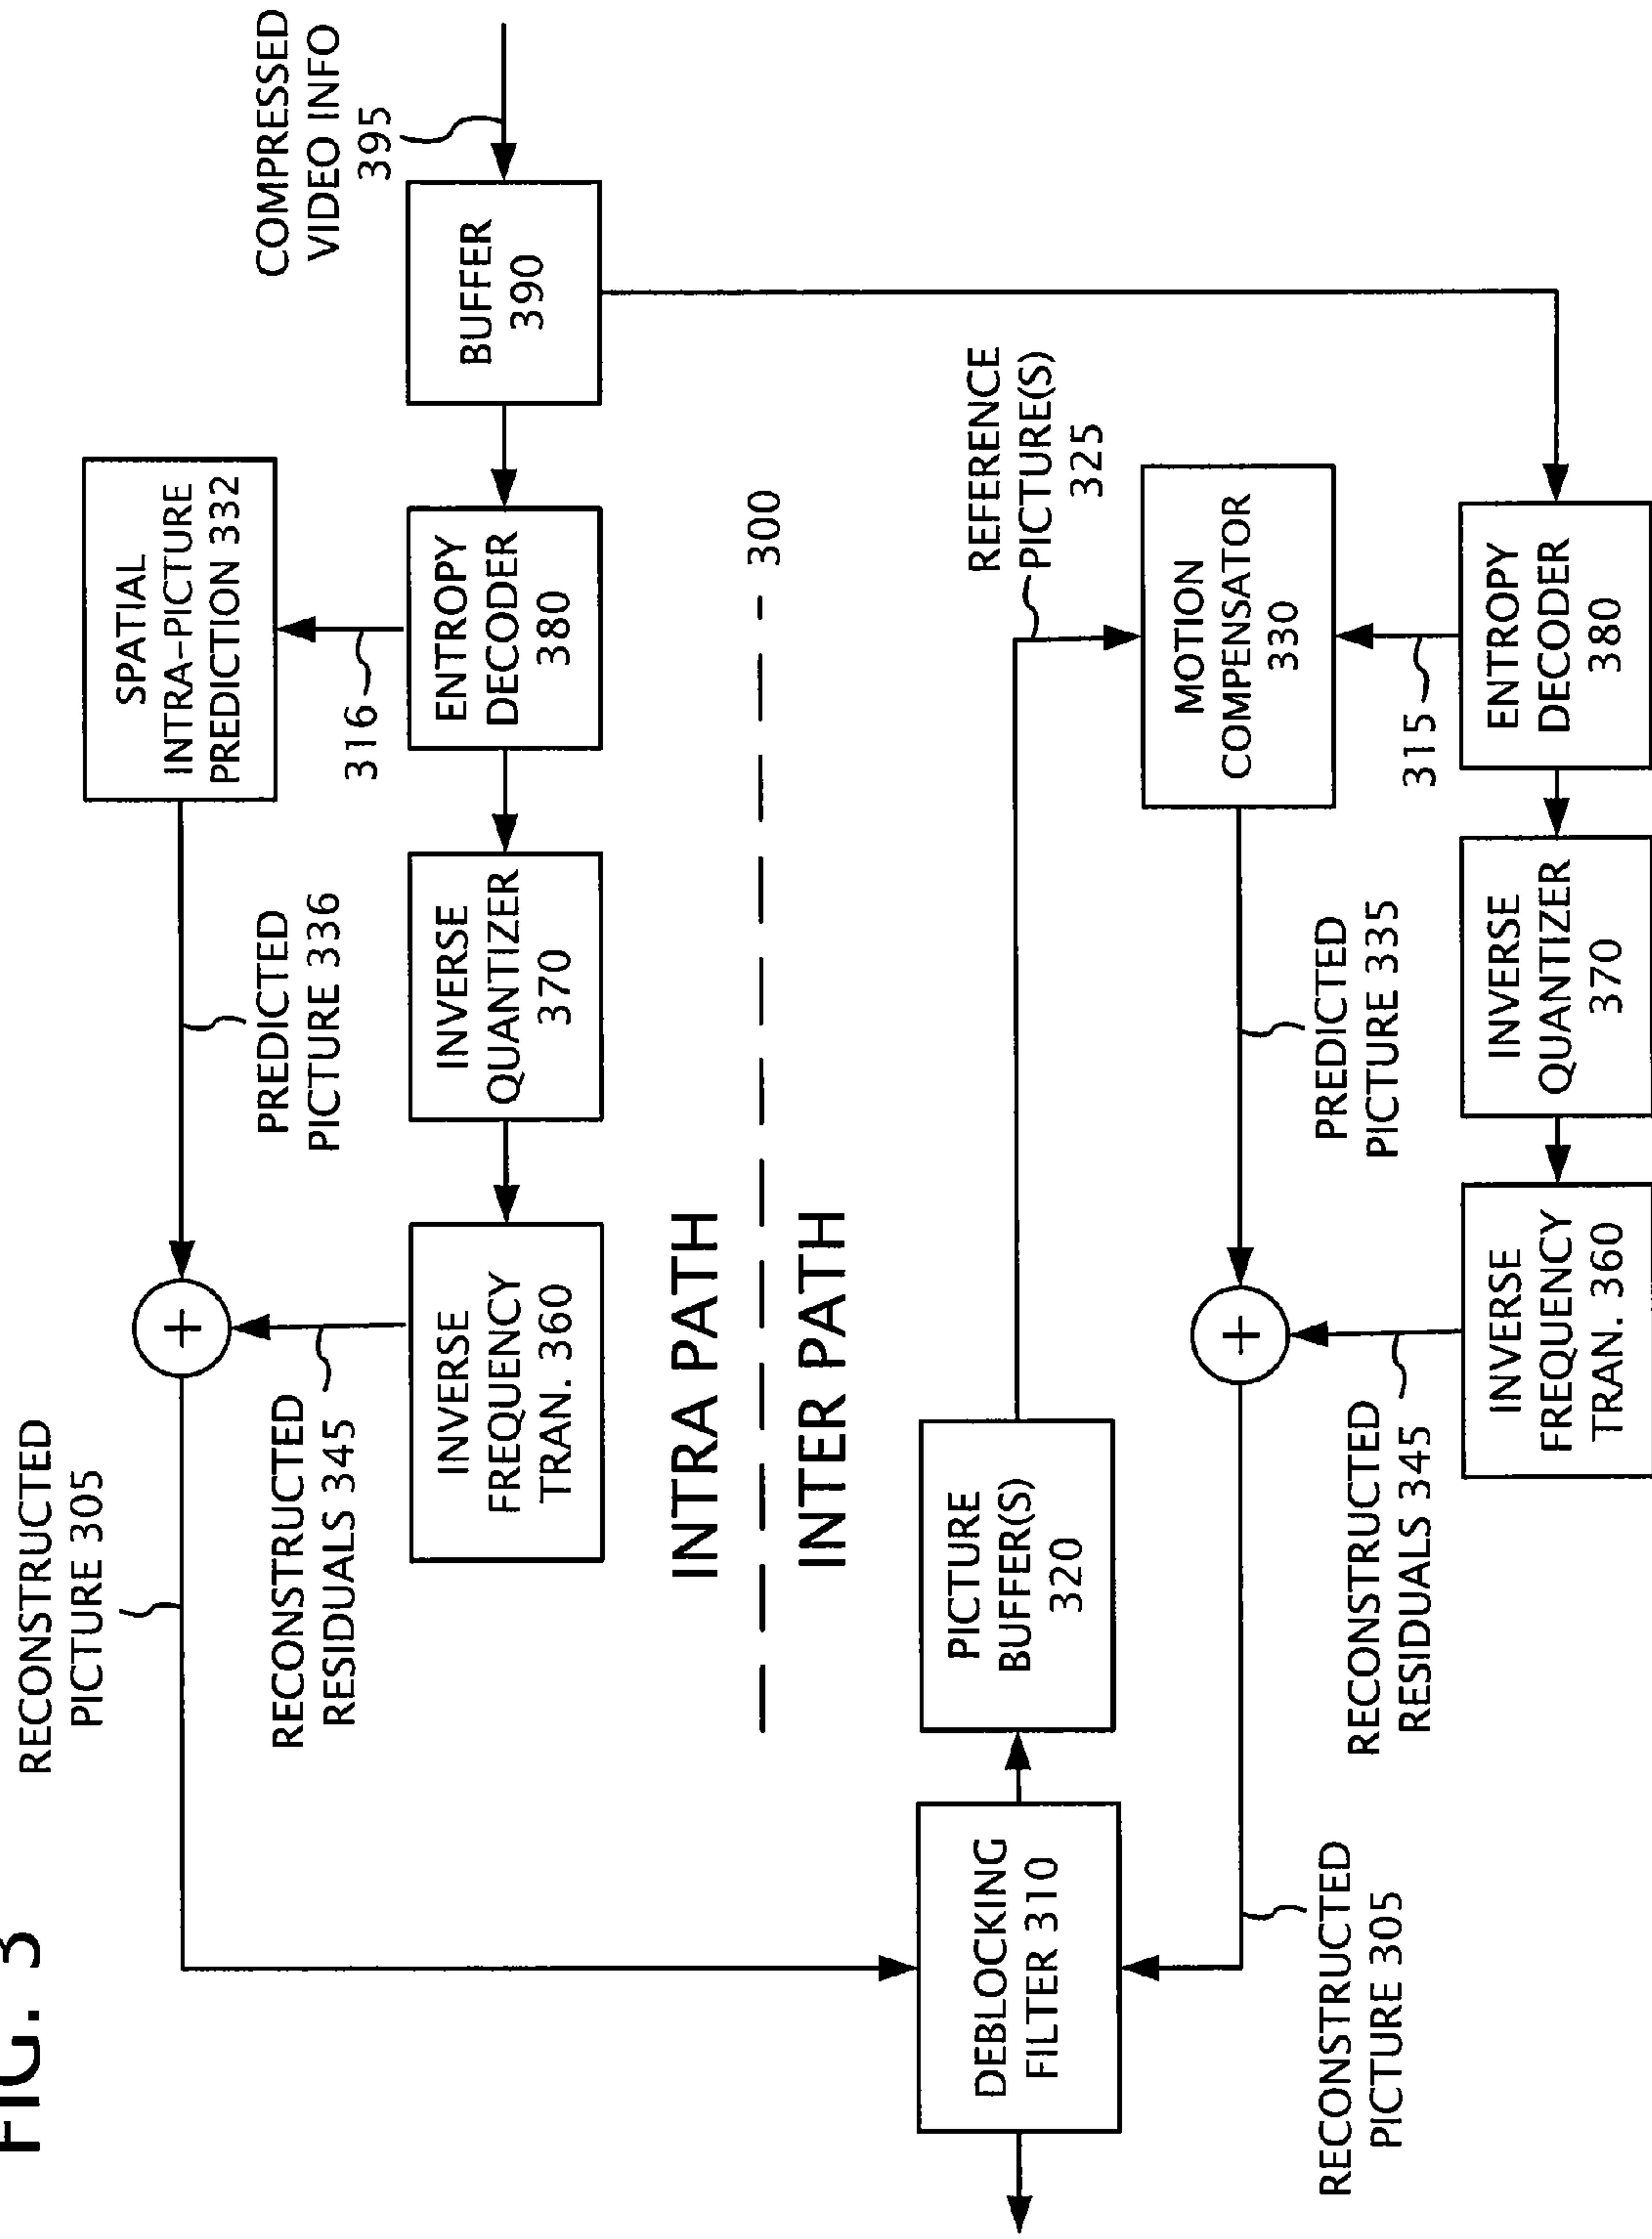 FIG. 3
RECONSTRUCTED
PICTURE 305
PREDICTED
PICTURE 336
SPATIAL
INTRA-PICTURE
PREDICTION 332
COMPRESSED
VIDEO INFO
395
RECONSTRUCTED
RESIDUALS 345
316
INVERSE
FREQUENCY
TRAN. 360
INVERSE
QUANTIZER
370
ENTROPY
DECODER
380
BUFFER
390
INTRA PATH
300
INTER PATH
DEBLOCKING
FILTER 310
PICTURE
BUFFER(S)
320
REFERENCE
PICTURE(S)
325
MOTION
COMPENSATOR
330
RECONSTRUCTED
PICTURE 305
RECONSTRUCTED
RESIDUALS 345
PREDICTED
PICTURE 335
315
INVERSE
FREQUENCY
TRAN. 360
INVERSE
QUANTIZER
370
ENTROPY
DECODER
380